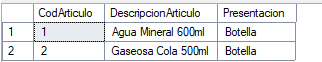 CodArticulo DescripcionArticulo Presentacion
1 1 Agua Mineral 600ml Botella
2 2 Gaseosa Cola 500ml Botella